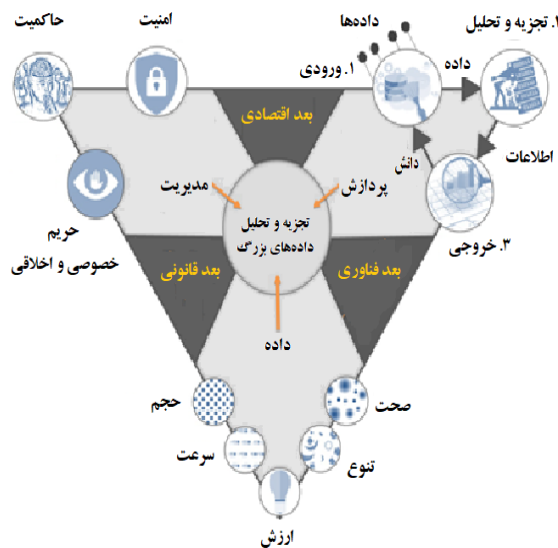 امنیت
حاکمیت
داده‌ها
۲. تجزیه و تحلیل
۱. ورودی
داده
بعد اقتصادی
اطلاعات
دانش
پردازش
مدیریت
تجزیه و تحلیل
داده‌های بزرگ
۳. خروجی
حریم
خصوصی و اخلاقی
بعد فناوری
بعد قانونی
داده
حجم
صحت
سرعت
تنوع
ارزش